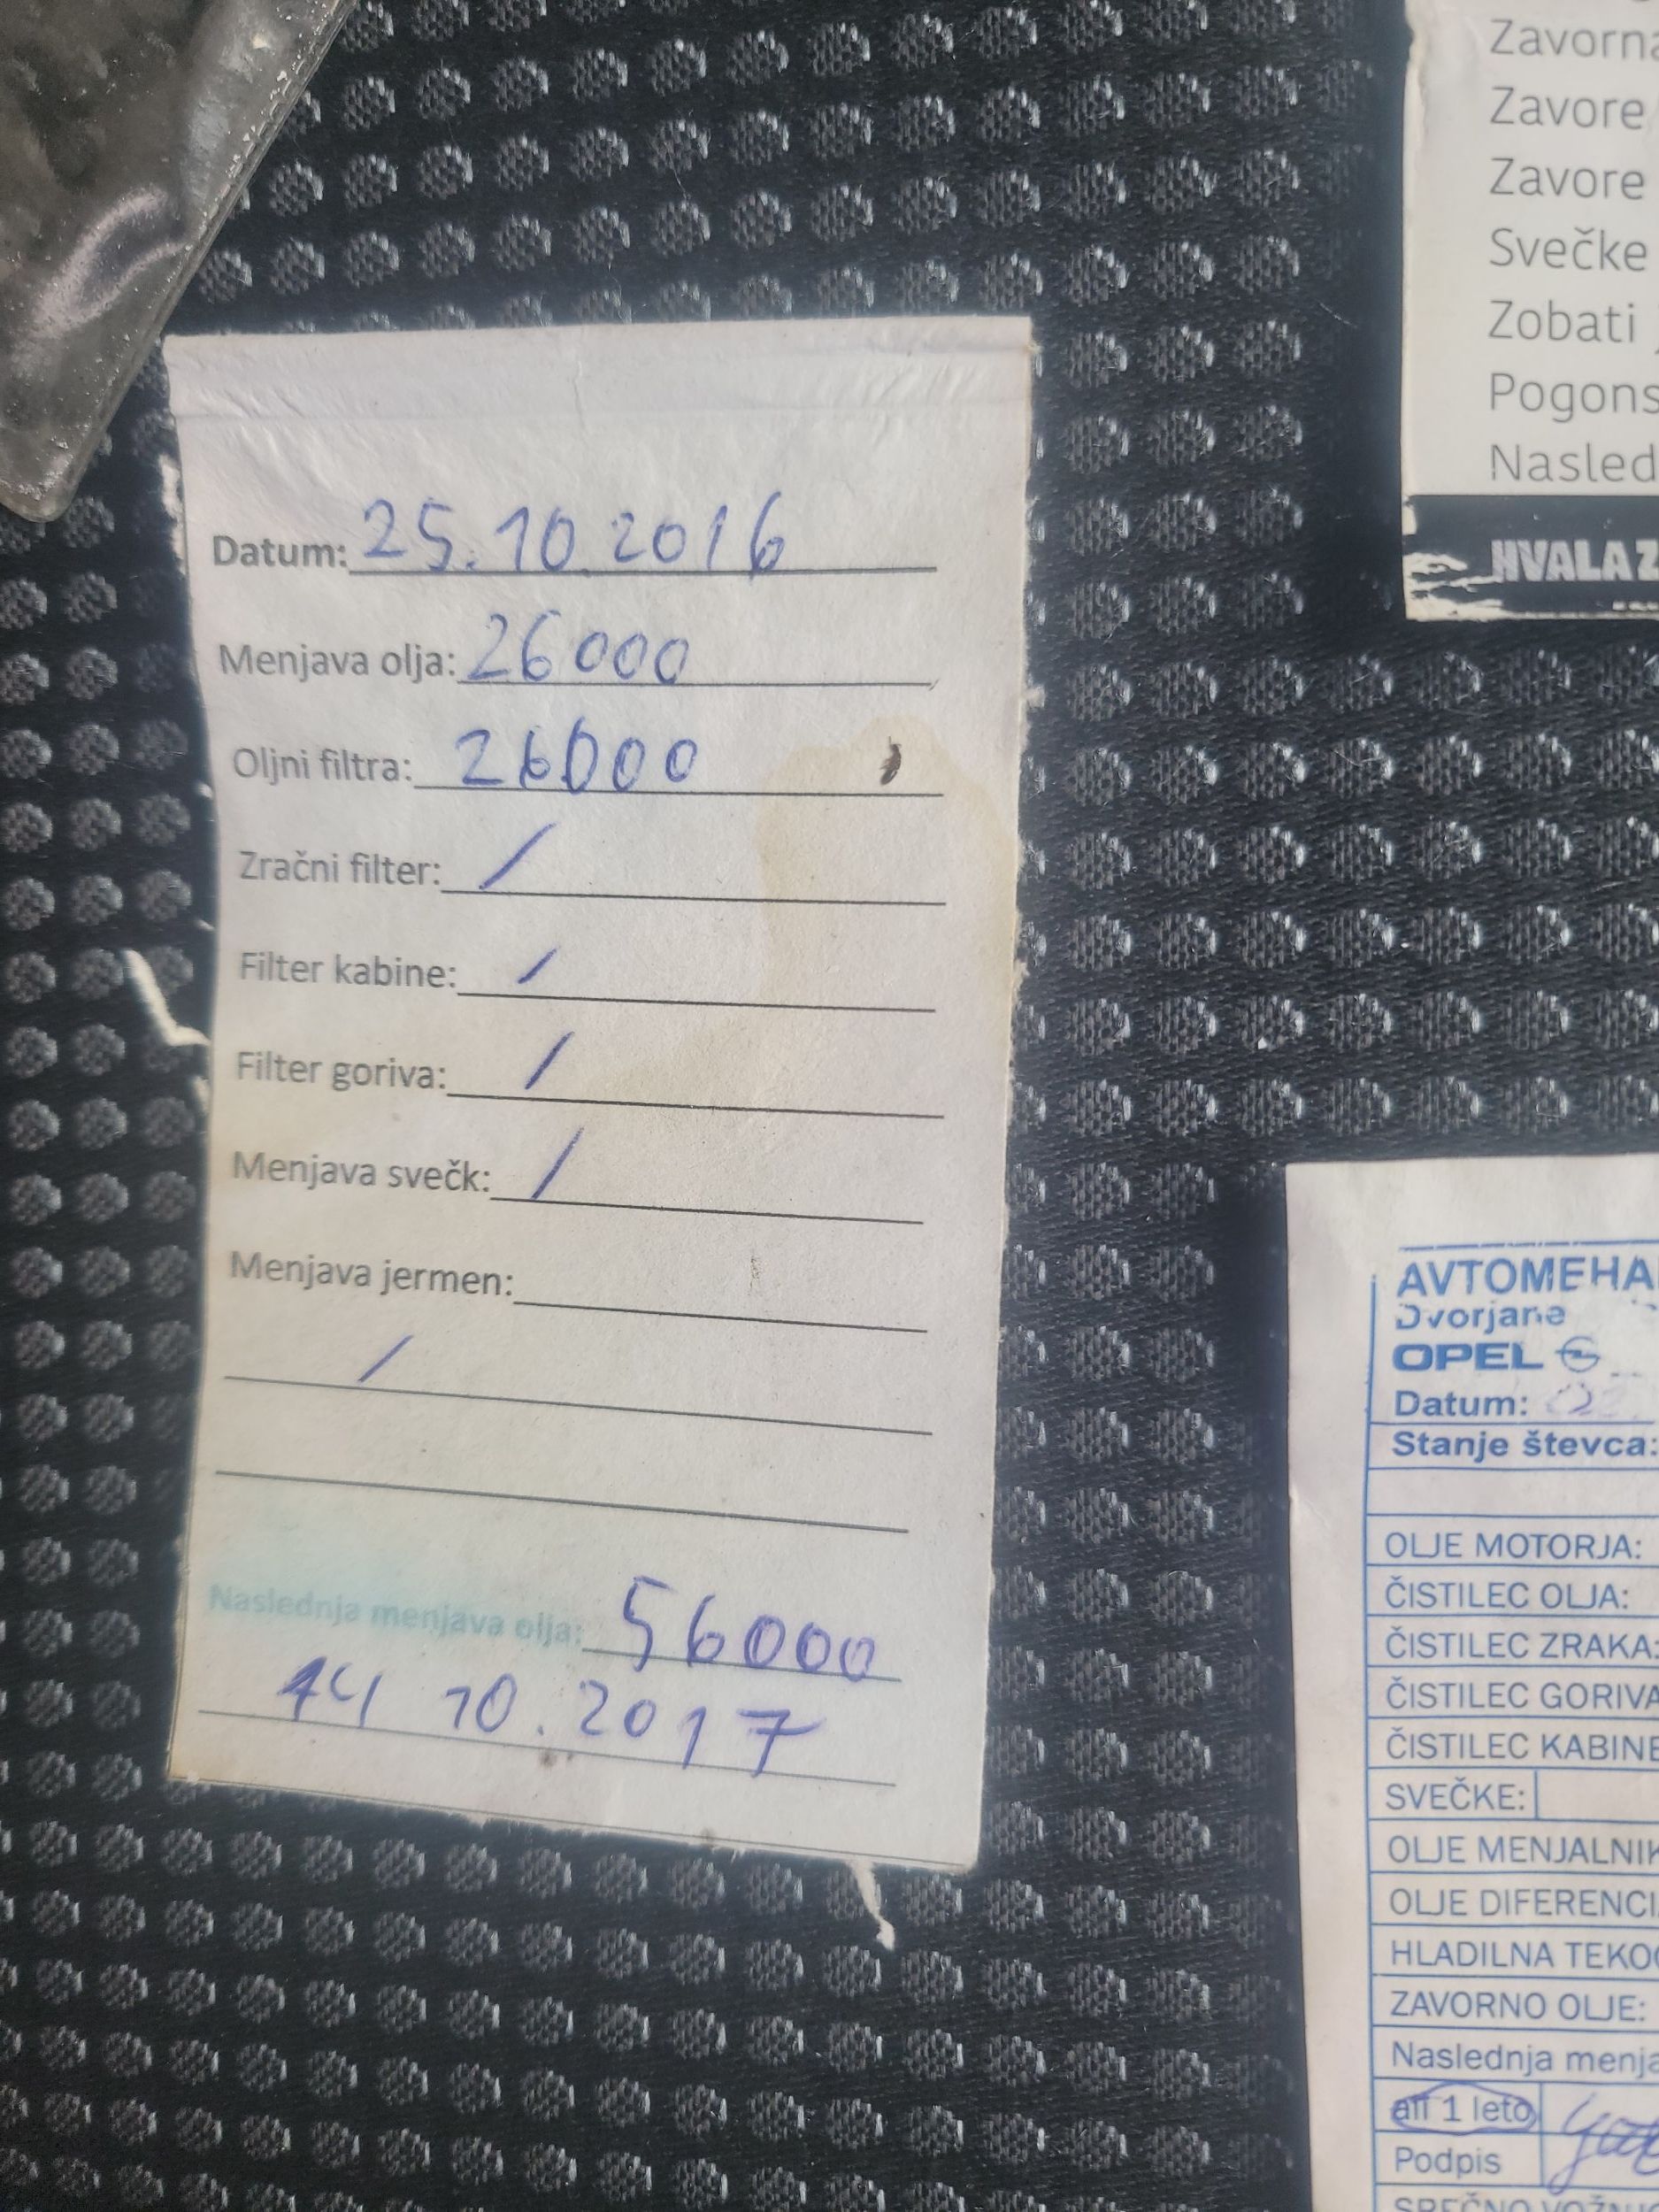 Datum: 25.10.2016
Menjava olja: 26000
Oljni filtra: 26000
Zračni filter: /
Filter kabine: /
Filter goriva: /
Menjava svečk: /
Menjava jermen:
/
Naslednja menjava olja: 56000
10.2017
Zavorna
Zavore
Zavore
Svečke
Zobati
Pogons
Nasled
HVALA Z
AVTOMEHA
Dvorjane
OPEL
Datum:
Stanje števca:
OLJE MOTORJA:
ČISTILEC OLJA:
ČISTILEC ZRAKA:
ČISTILEC GORIVA
ČISTILEC KABINE
SVEČKE:
OLJE MENJALNIK
OLJE DIFERENCI
HLADILNA TEKO
ZAVORNO OLJE:
Naslednja menja
ali 1 leto
Podpis